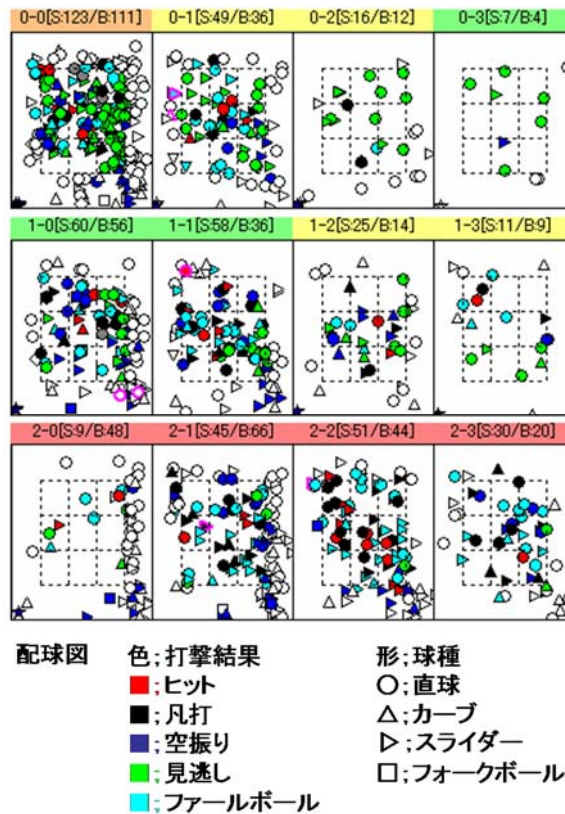 0-0[S:123/B:111] 0-1[S:49/B:36] 0-2[S:16/B:12] 0-3[S:7/B:4]
1-0[S:60/B:56] 1-1[S:58/B:36] 1-2[S:25/B:14] 1-3[S:11/B:9]
2-0[S:9/B:48] 2-1[S:45/B:66] 2-2[S:51/B:44] 2-3[S:30/B:20]
配球図 色;打撃結果 形;球種
■;ヒット ○;直球
■;凡打 △;カーブ
■;空振り ▷;スライダー
■;見逃し □;フォークボール
■;ファールボール